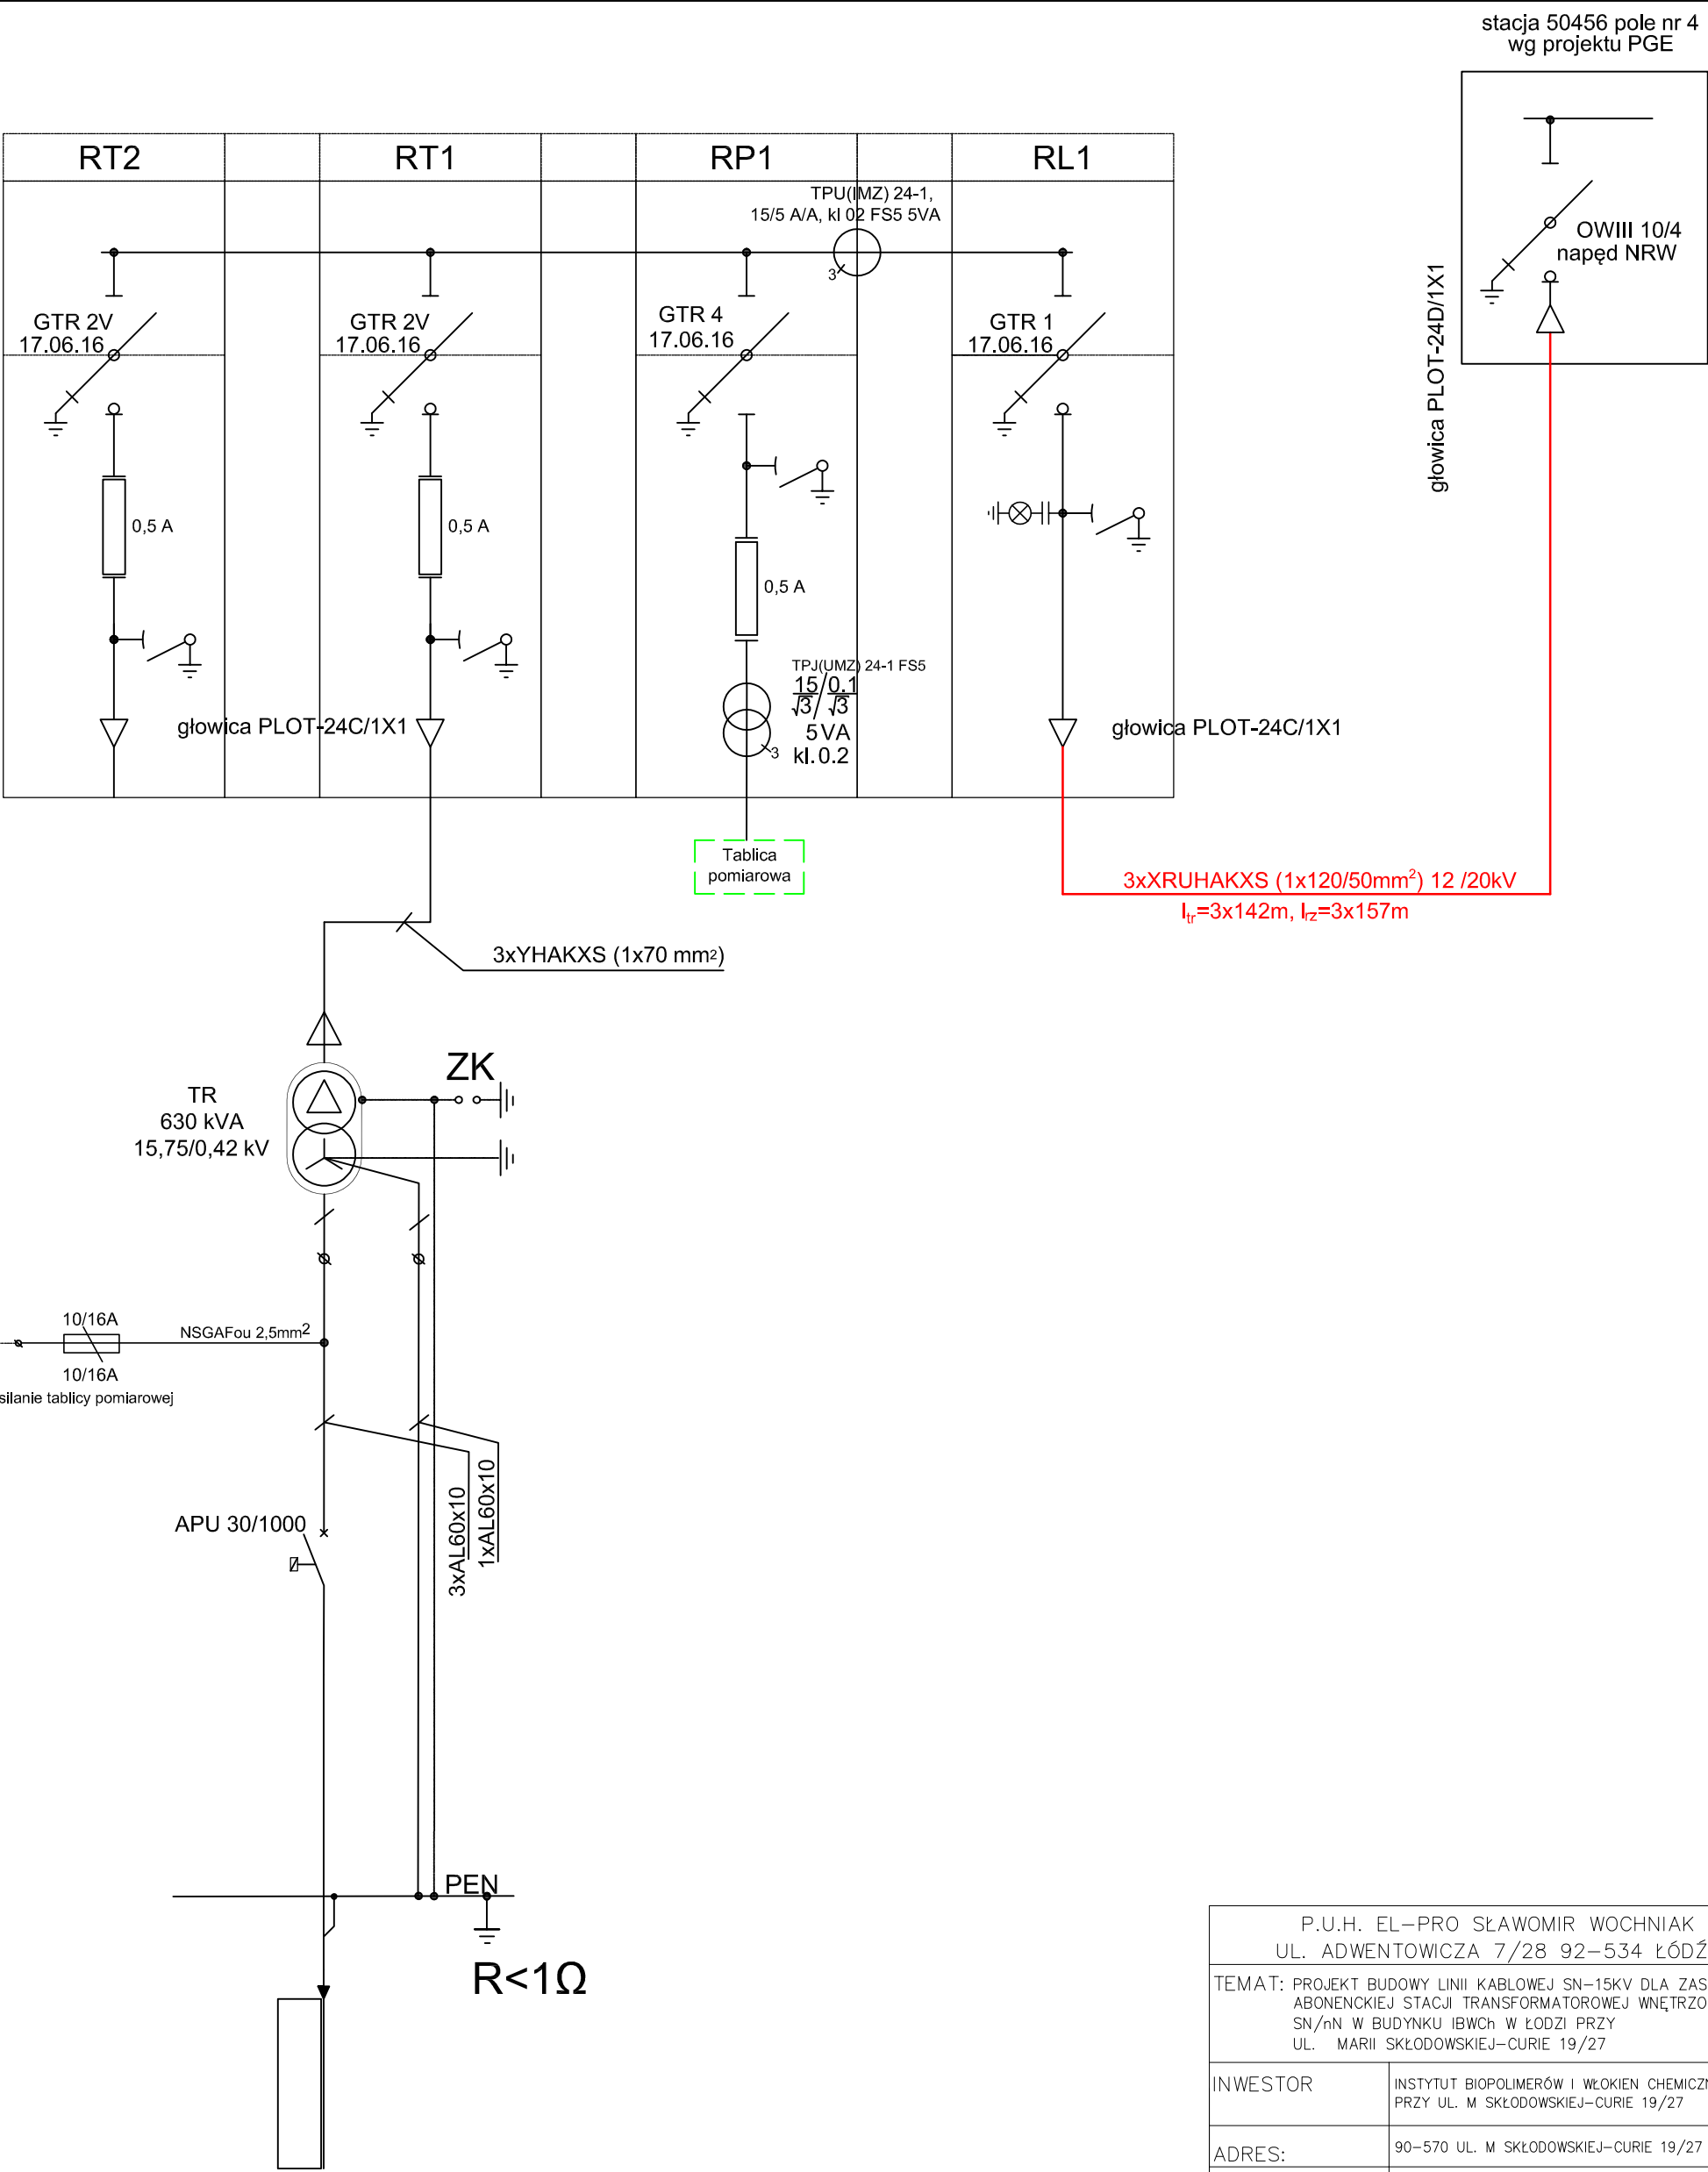 stacja 50456 pole nr 4
wg projektu PGE
RT2
RT1
RP1
RL1
TPU(IMZ) 24-1,
15/5 A/A, kl 02 FS5 5VA
3
OWIII 10/4
napęd NRW
głowica PLOT-24D/1X1
GTR 2V
17.06.16
GTR 2V
17.06.16
GTR 4
17.06.16
GTR 1
17.06.16
0,5 A
0,5 A
0,5 A
TPJ(UMZ) 24-1 FS5
15/0.1
√3/√3
5VA
kl.0.2
3
głowica PLOT-24C/1X1
głowica PLOT-24C/1X1
Tablica
pomiarowa
3xXRUHAKXS (1x120/50mm²) 12 /20kV
ltr=3x142m, lrz=3x157m
3xYHAKXS (1x70 mm²)
ZK
TR
630 kVA
15,75/0,42 kV
10/16A
NSGAFou 2,5mm²
10/16A
silanie tablicy pomiarowej
3xAL60x10
1xAL60x10
APU 30/1000
PEN
R<1Ω
P.U.H. EL-PRO SŁAWOMIR WOCHNIAK
UL. ADWENTOWICZA 7/28 92-534 ŁÓDŹ
TEMAT: PROJEKT BUDOWY LINII KABLOWEJ SN-15KV DLA ZAS
ABONENCKIEJ STACJI TRANSFORMATOROWEJ WNĘTRZO
SN/nN W BUDYNKU IBWCh W ŁODZI PRZY
UL. MARII SKŁODOWSKIEJ-CURIE 19/27
INWESTOR
INSTYTUT BIOPOLIMERÓW I WŁOKIEN CHEMICZN
PRZY UL. M SKŁODOWSKIEJ-CURIE 19/27
ADRES:
90-570 UL. M SKŁODOWSKIEJ-CURIE 19/27